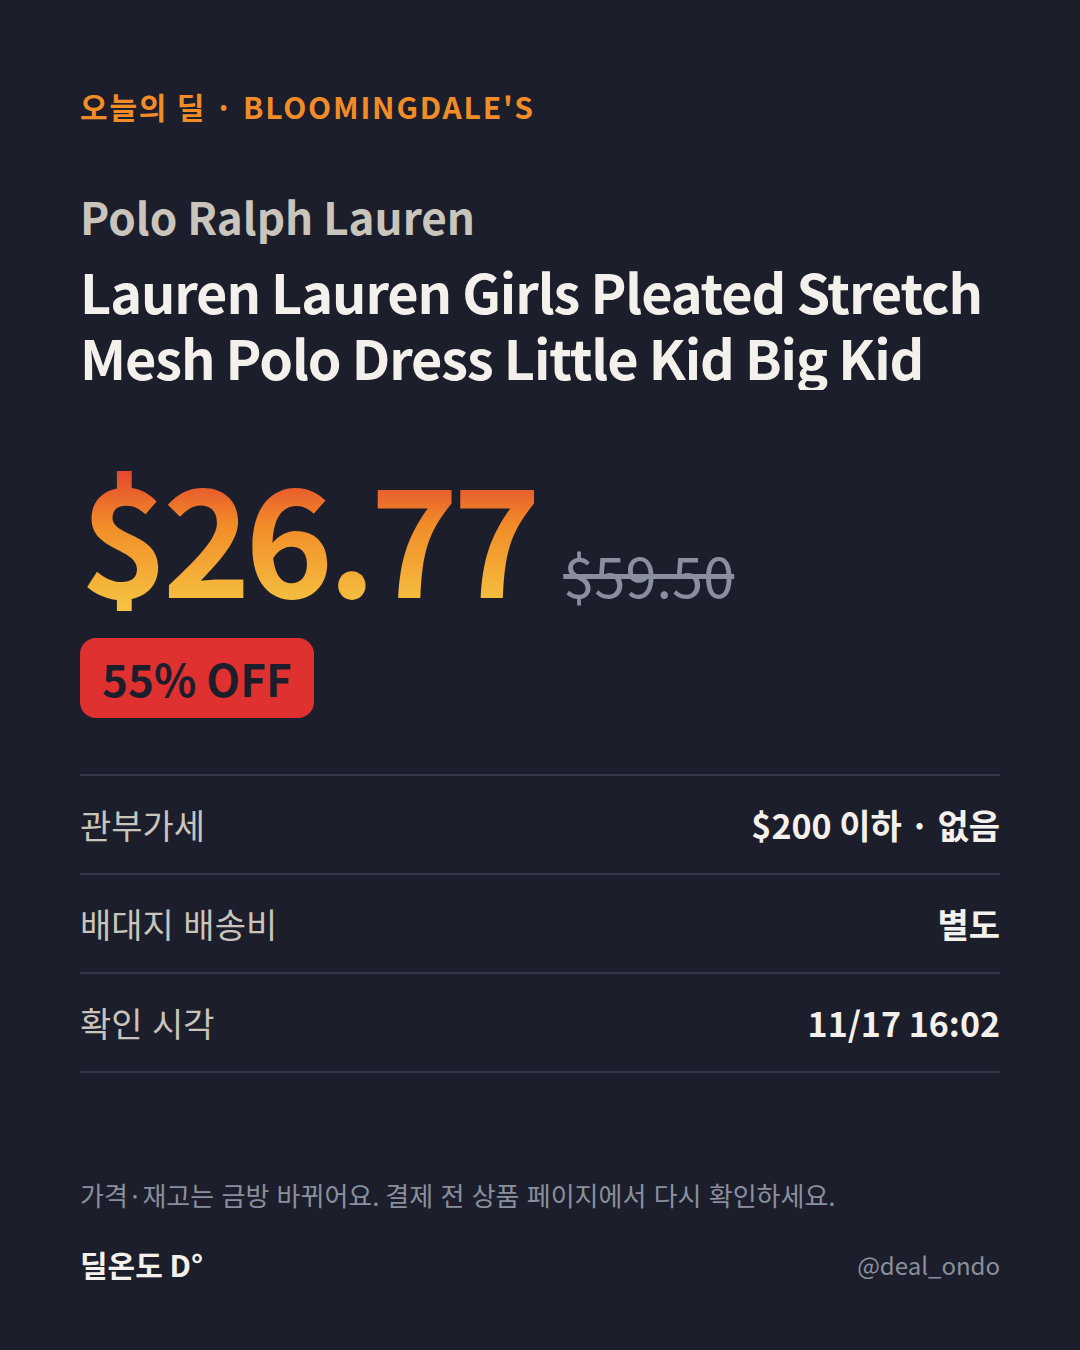 오늘의 딜 · BLOOMINGDALE'S
Polo Ralph Lauren
Lauren Lauren Girls Pleated Stretch
Mesh Polo Dress Little Kid Big Kid
$26.77 $59.50
55% OFF
관부가세 $200 이하 · 없음
배대지 배송비 별도
확인 시각 11/17 16:02
가격·재고는 금방 바뀌어요. 결제 전 상품 페이지에서 다시 확인하세요.
딜온도 D° @deal_ondo